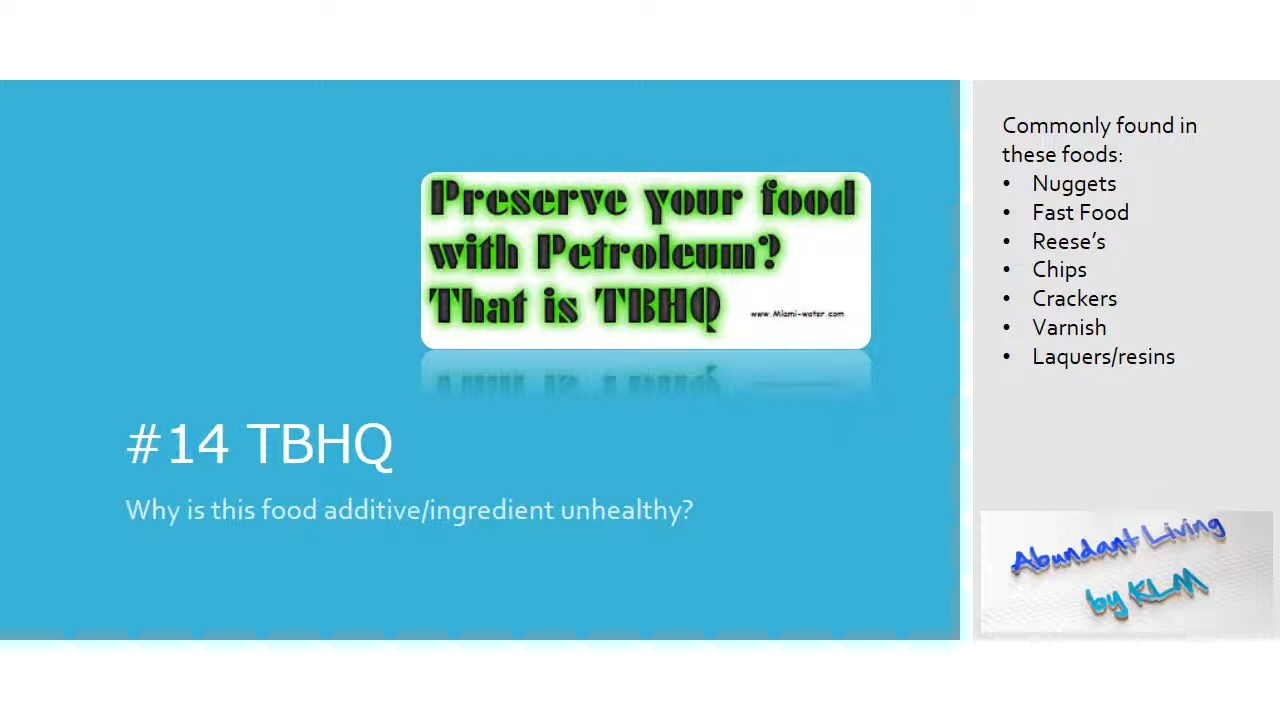 Preserve your food
with Petroleum?
That is TBHQ
www.Miami-water.com
#14 TBHQ
Why is this food additive/ingredient unhealthy?
Commonly found in
these foods:
• Nuggets
• Fast Food
• Reese’s
• Chips
• Crackers
• Varnish
• Laquers/resins
Abundant Living
by KLM